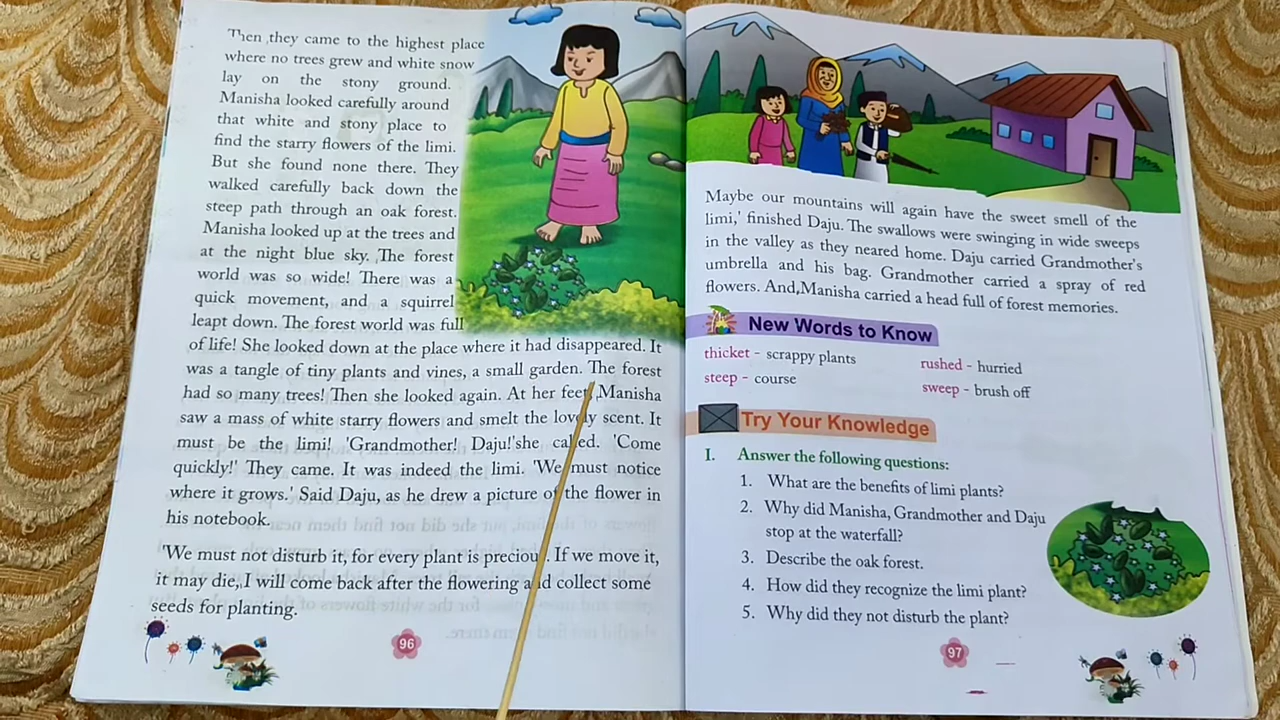 Then they came to the highest place
where no trees grew and white snow
lay on the stony ground.
Manisha looked carefully around
that white and stony place to
find the starry flowers of the limi.
But she found none there. They
walked carefully back down the
steep path through an oak forest.
Manisha looked up at the trees and
at the night blue sky. The forest
world was so wide! There was a
quick movement, and a squirrel
leapt down. The forest world was full
of life! She looked down at the place where it had disappeared. It
was a tangle of tiny plants and vines, a small garden. The forest
had so many trees! Then she looked again. At her feet, Manisha
saw a mass of white starry flowers and smelt the lovely scent. It
must be the limi! 'Grandmother! Daju!'she called. 'Come
quickly!' They came. It was indeed the limi. 'We must notice
where it grows.' Said Daju, as he drew a picture of the flower in
his notebook.
'We must not disturb it, for every plant is precious. If we move it,
it may die, I will come back after the flowering and collect some
seeds for planting.
96
Maybe our mountains will again have the sweet smell of the
limi,' finished Daju. The swallows were swinging in wide sweeps
in the valley as they neared home. Daju carried Grandmother's
umbrella and his bag. Grandmother carried a spray of red
flowers. And, Manisha carried a head full of forest memories.
New Words to Know
thicket - scrappy plants rushed - hurried
steep - course sweep - brush off
Try Your Knowledge
I. Answer the following questions:
1. What are the benefits of limi plants?
2. Why did Manisha, Grandmother and Daju
stop at the waterfall?
3. Describe the oak forest.
4. How did they recognize the limi plant?
5. Why did they not disturb the plant?
97